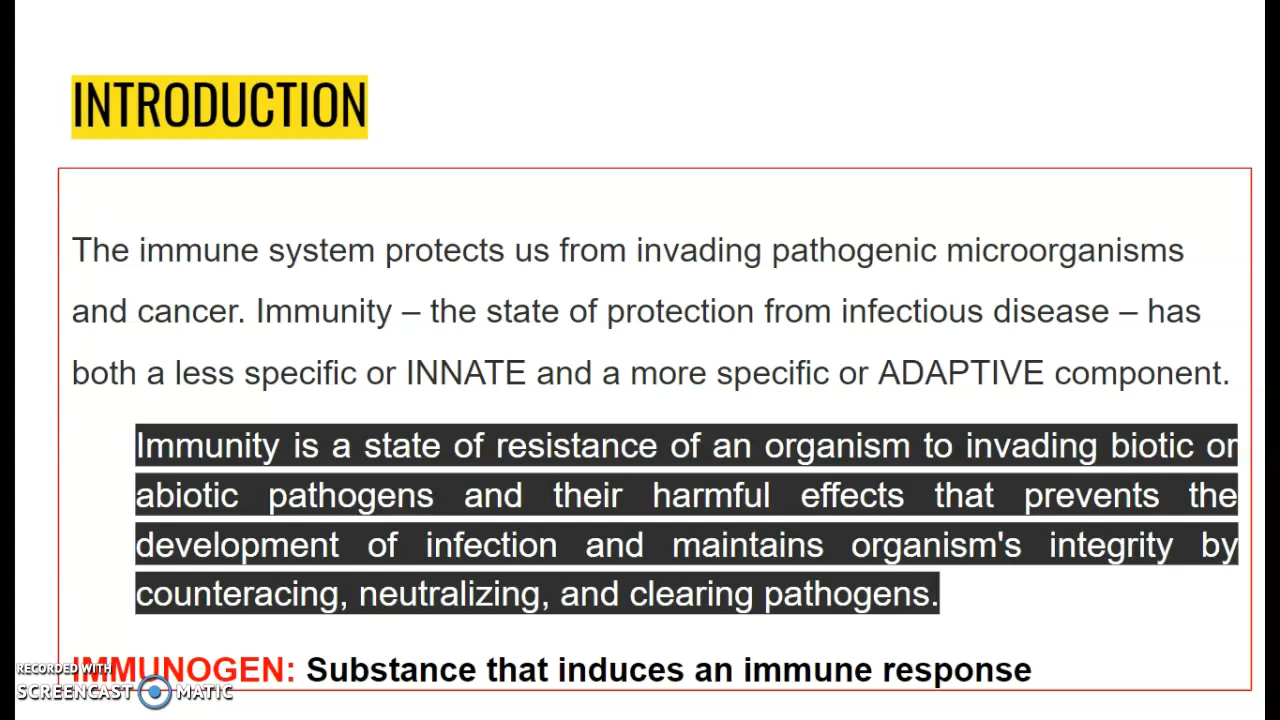 INTRODUCTION
The immune system protects us from invading pathogenic microorganisms
and cancer. Immunity – the state of protection from infectious disease – has
both a less specific or INNATE and a more specific or ADAPTIVE component.
Immunity is a state of resistance of an organism to invading biotic or
abiotic pathogens and their harmful effects that prevents the
development of infection and maintains organism's integrity by
counteracing, neutralizing, and clearing pathogens.
IMMUNOGEN: Substance that induces an immune response
RECORDED WITH
SCREENCAST MATIC